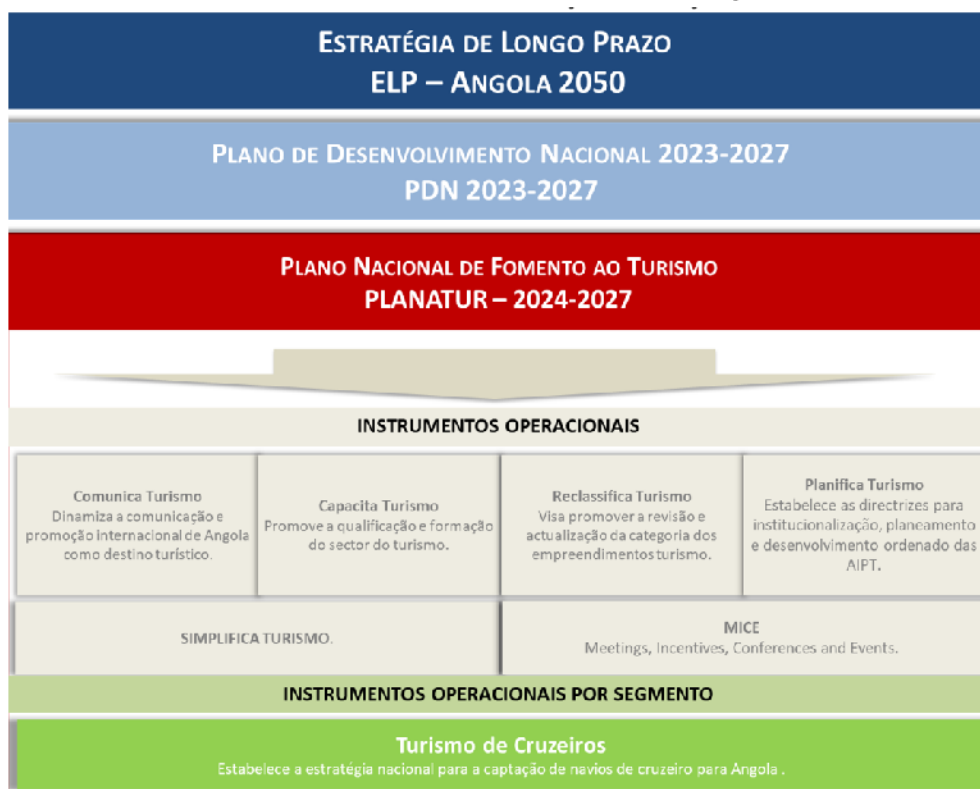 ESTRATÉGIA DE LONGO PRAZO
ELP – ANGOLA 2050
PLANO DE DESENVOLVIMENTO NACIONAL 2023-2027
PDN 2023-2027
PLANO NACIONAL DE FOMENTO AO TURISMO
PLANATUR – 2024-2027
INSTRUMENTOS OPERACIONAIS
Comunica Turismo
Dinamiza a comunicação e
promoção internacional de Angola
como destino turístico.
Capacita Turismo
Promove a qualificação e formação
do sector do turismo.
Reclassifica Turismo
Visa promover a revisão e
actualização da categoria dos
empreendimentos turismo.
Planifica Turismo
Estabelece as directrizes para
institucionalização, planeamento
e desenvolvimento ordenado das
AIPT.
SIMPLIFICA TURISMO.
MICE
Meetings, Incentives, Conferences and Events.
INSTRUMENTOS OPERACIONAIS POR SEGMENTO
Turismo de Cruzeiros
Estabelece a estratégia nacional para a captação de navios de cruzeiro para Angola .